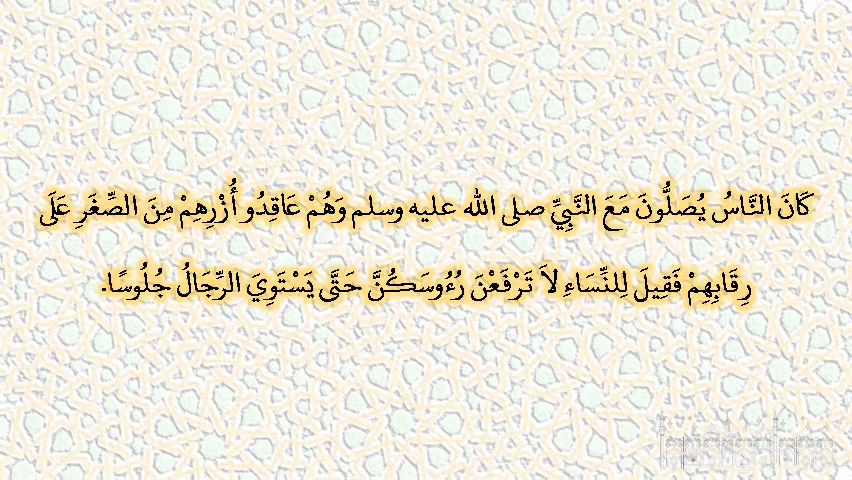 كَانَ النَّاسُ يُصَلُّونَ مَعَ النَّبِيِّ صلى الله عليه وسلم وَهُمْ عَاقِدُو أُزْرِهِمْ مِنَ الصِّغَرِ عَلَى
رِقَابِهِمْ فَقِيلَ لِلنِّسَاءِ لاَ تَرْفَعْنَ رُءُوسَكُنَّ حَتَّى يَسْتَوِيَ الرِّجَالُ جُلُوسًا.